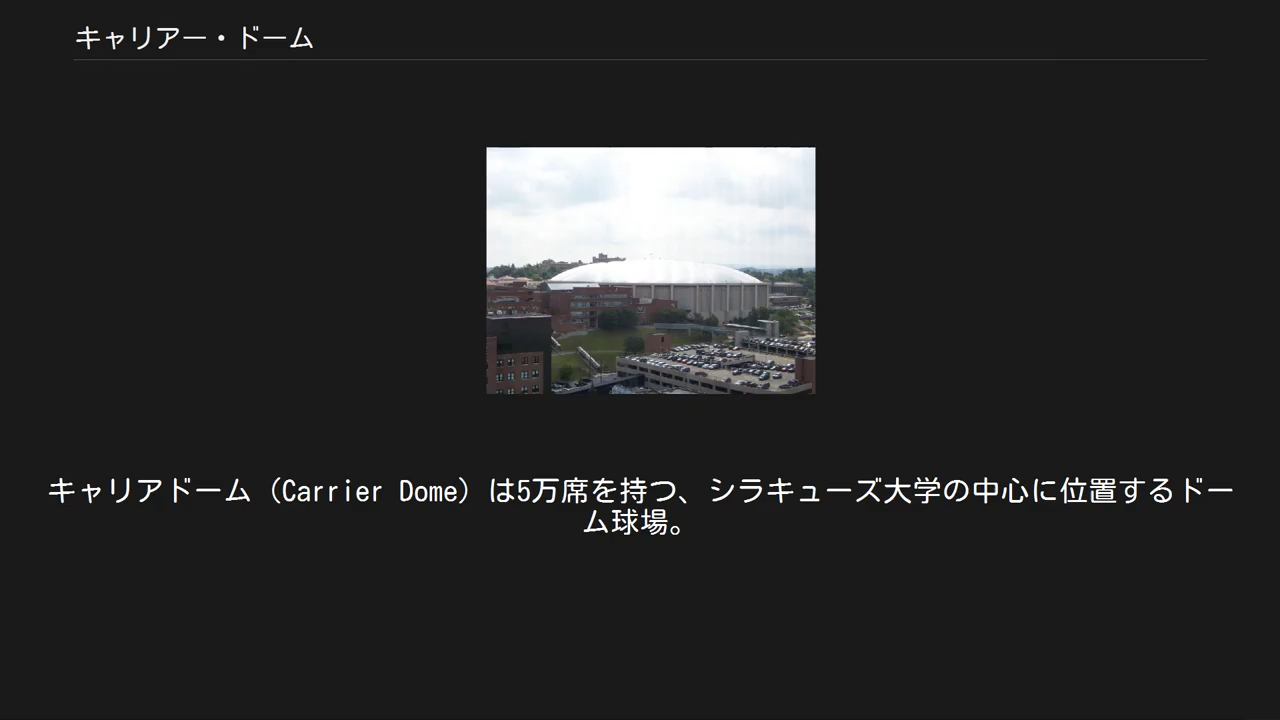 キャリアー・ドーム
キャリアドーム（Carrier Dome）は5万席を持つ、シラキューズ大学の中心に位置するドー
ム球場。